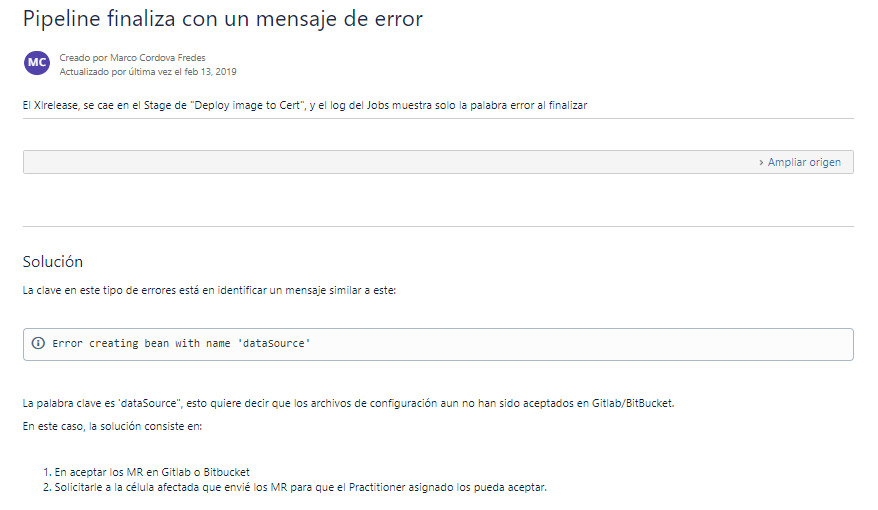 Pipeline finaliza con un mensaje de error
MC
Creado por Marco Cordova Fredes
Actualizado por última vez el feb 13, 2019
El Xlrelease, se cae en el Stage de "Deploy image to Cert", y el log del Jobs muestra solo la palabra error al finalizar
› Ampliar origen
Solución
La clave en este tipo de errores está en identificar un mensaje similar a este:
Error creating bean with name 'dataSource'
La palabra clave es 'dataSource", esto quiere decir que los archivos de configuración aun no han sido aceptados en Gitlab/BitBucket.
En este caso, la solución consiste en:
1. En aceptar los MR en Gitlab o Bitbucket
2. Solicitarle a la célula afectada que envié los MR para que el Practitioner asignado los pueda aceptar.